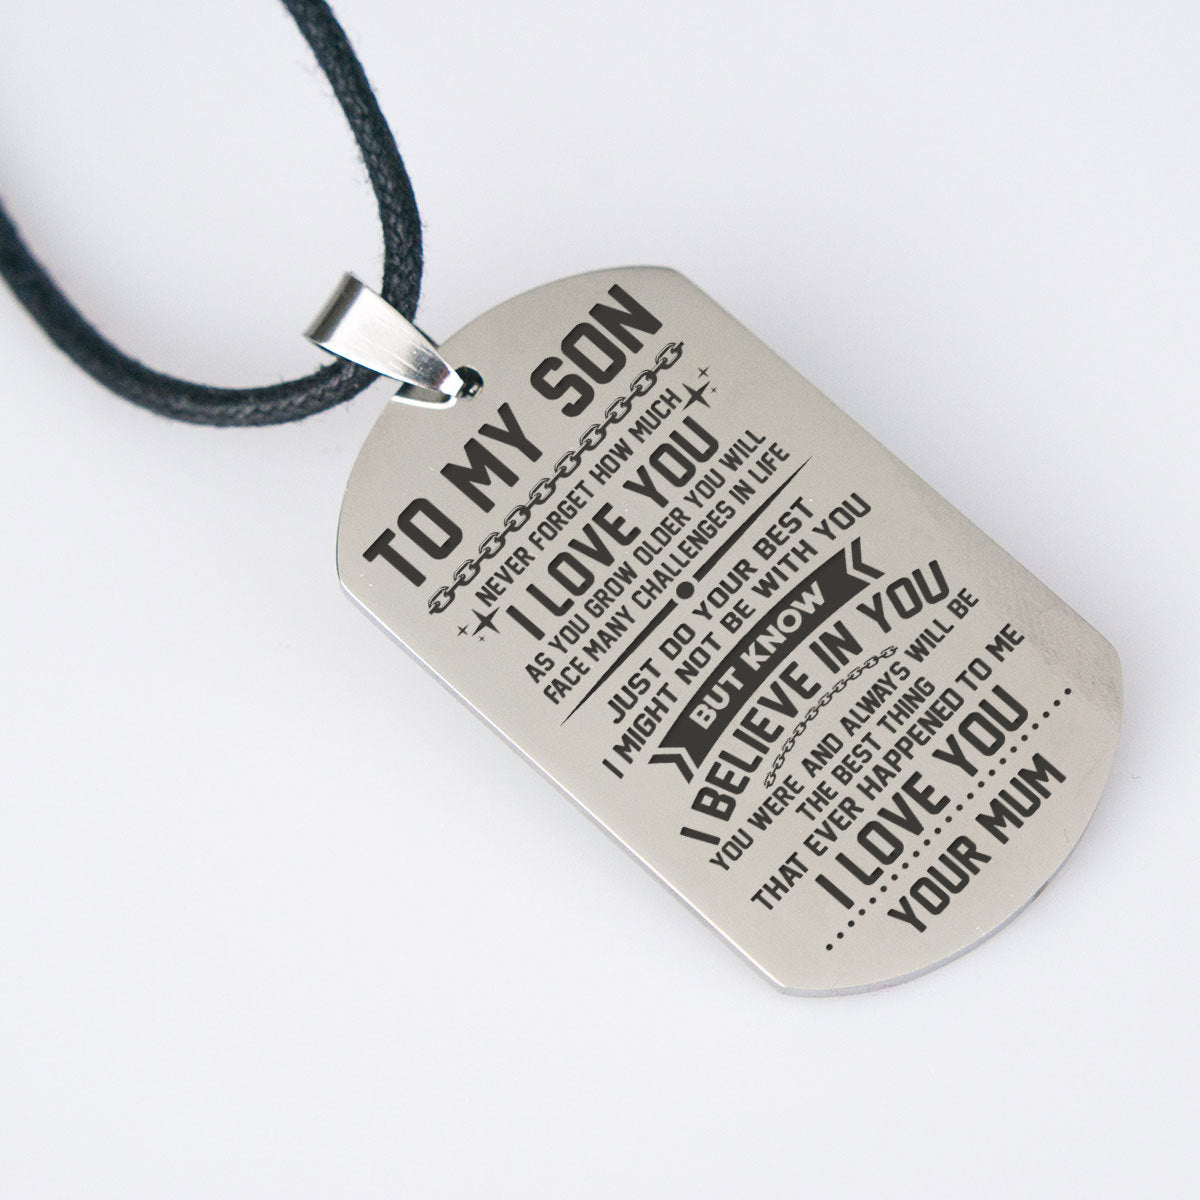 TO MY SON
NEVER FORGET HOW MUCH
I LOVE YOU
AS YOU GROW OLDER YOU WILL
FACE MANY CHALLENGES IN LIFE
JUST DO YOUR BEST
I MIGHT NOT BE WITH YOU
BUT KNOW
I BELIEVE IN YOU
YOU WERE AND ALWAYS WILL BE
THE BEST THING
THAT EVER HAPPENED TO ME
I LOVE YOU
YOUR MUM